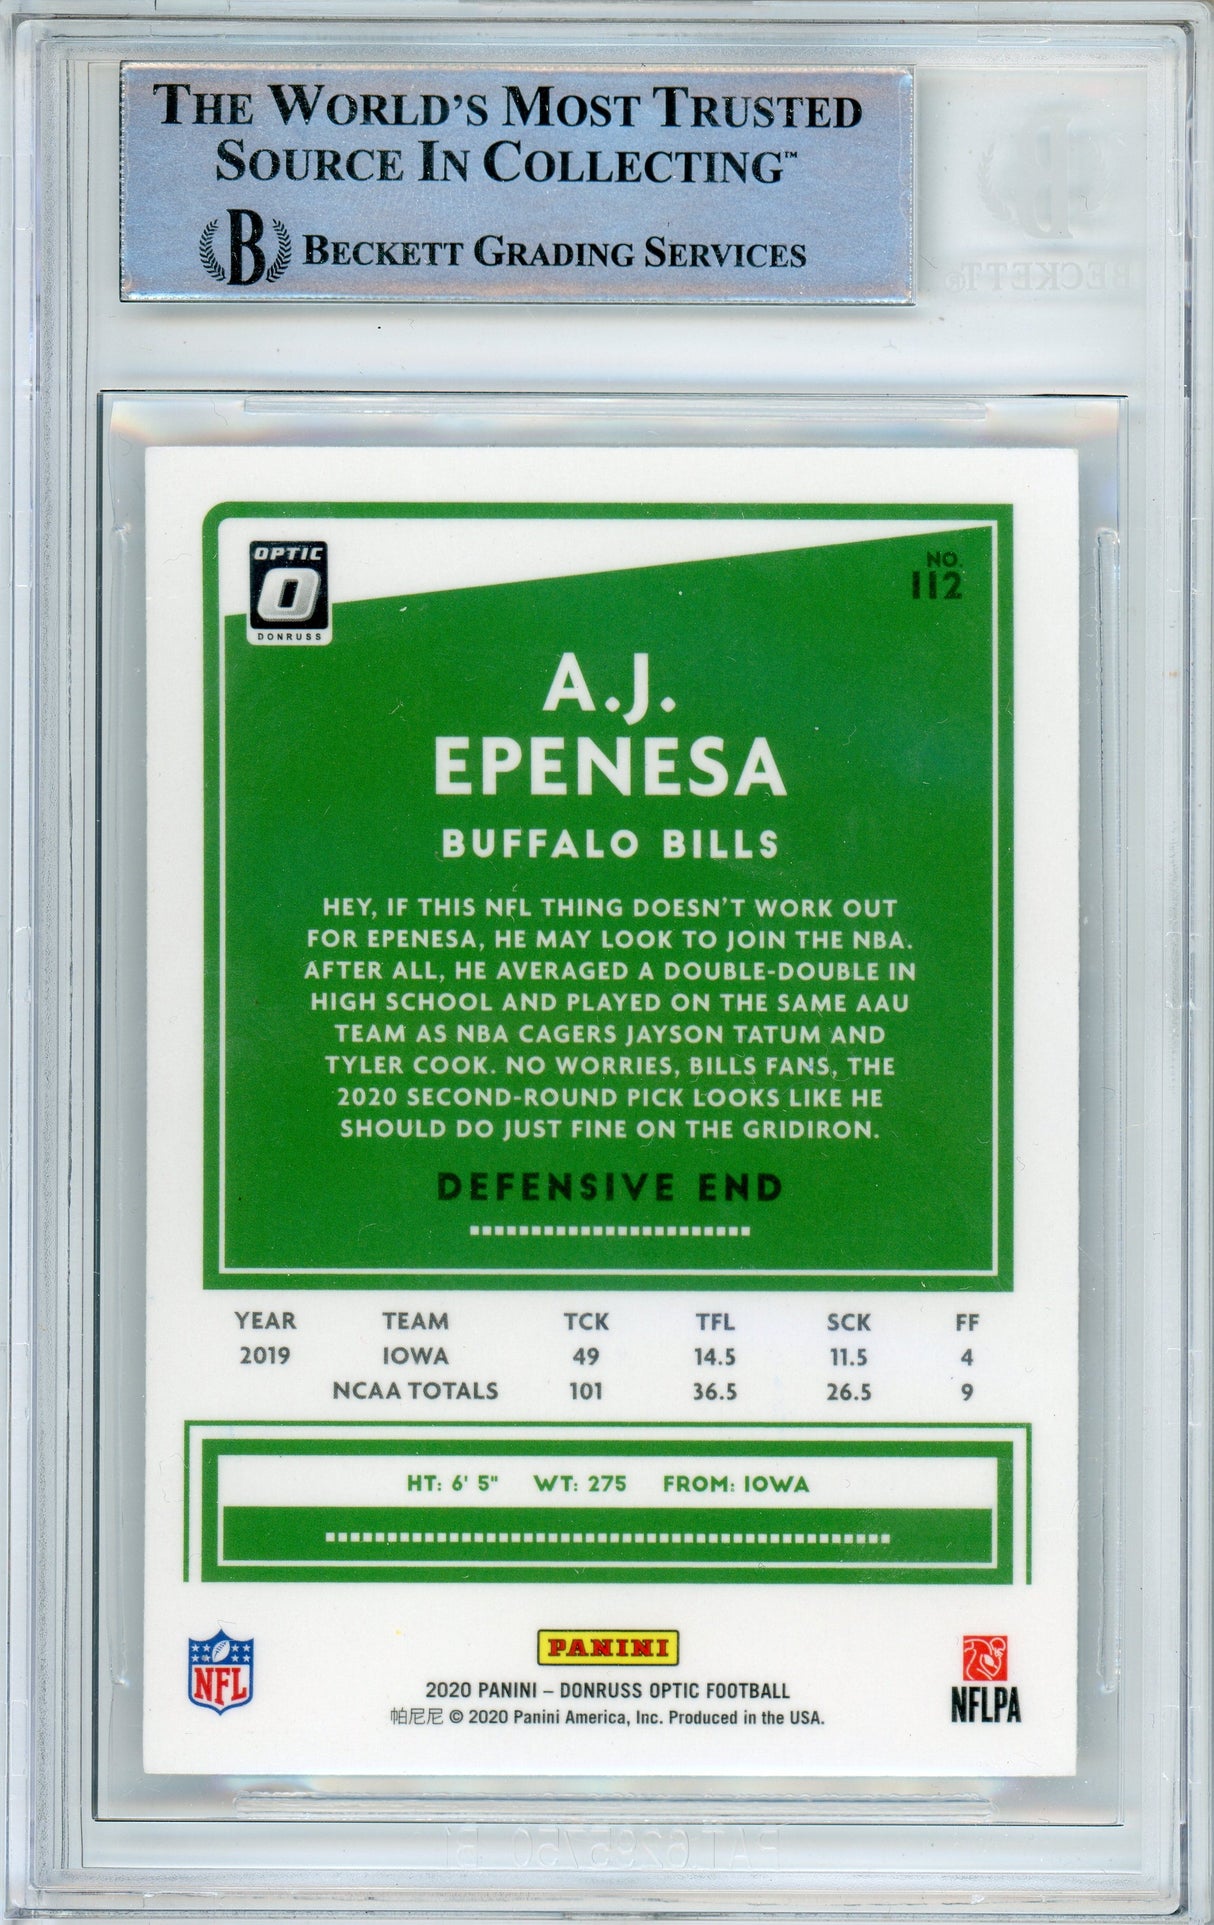 THE WORLD'S MOST TRUSTED
SOURCE IN COLLECTING™
B BECKETT GRADING SERVICES
BECKETT®
OPTIC
O
DONRUSS
NO.
112
A.J.
EPENESA
BUFFALO BILLS
HEY, IF THIS NFL THING DOESN'T WORK OUT
FOR EPENESA, HE MAY LOOK TO JOIN THE NBA.
AFTER ALL, HE AVERAGED A DOUBLE-DOUBLE IN
HIGH SCHOOL AND PLAYED ON THE SAME AAU
TEAM AS NBA CAGERS JAYSON TATUM AND
TYLER COOK. NO WORRIES, BILLS FANS, THE
2020 SECOND-ROUND PICK LOOKS LIKE HE
SHOULD DO JUST FINE ON THE GRIDIRON.
DEFENSIVE END
YEAR TEAM TCK TFL SCK FF
2019 IOWA 49 14.5 11.5 4
NCAA TOTALS 101 36.5 26.5 9
HT: 6' 5" WT: 275 FROM: IOWA
NFL
PANINI
2020 PANINI – DONRUSS OPTIC FOOTBALL
帕尼尼 © 2020 Panini America, Inc. Produced in the USA.
NFLPA